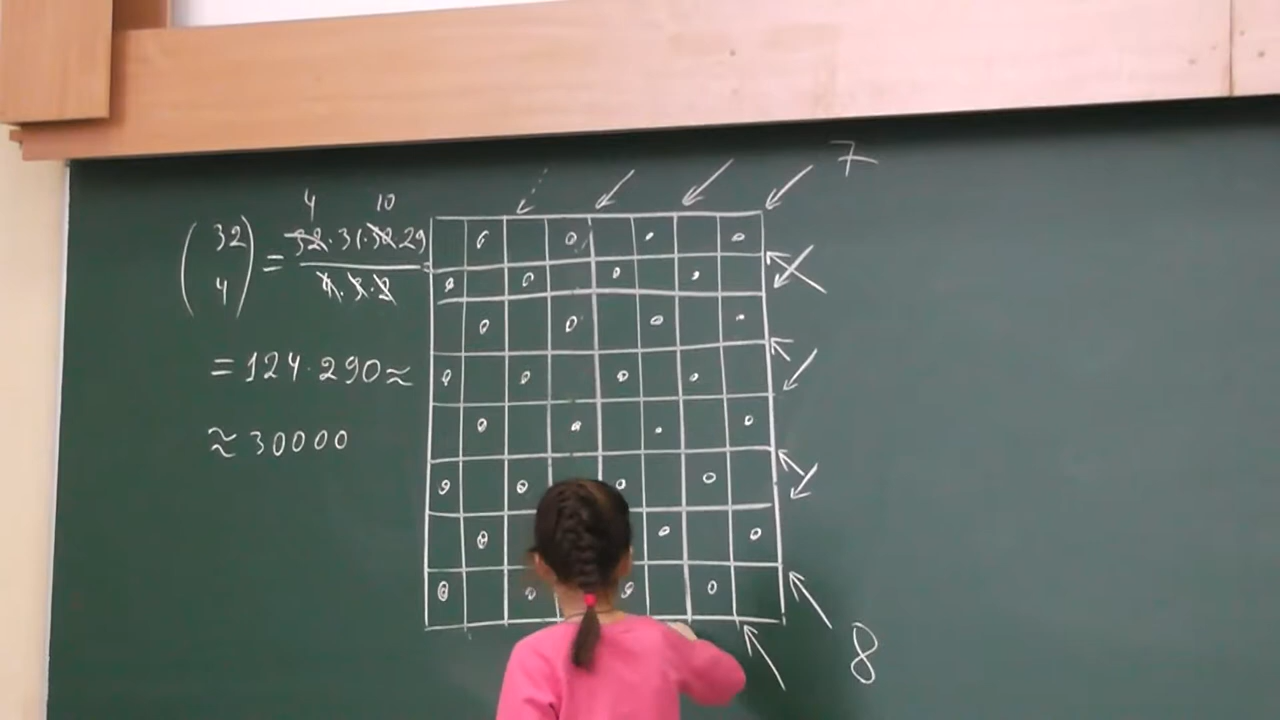 7
4 10
(32 4) = 32·31·30·29 / 4·3·2 =
= 124·290 ≈
≈ 30000
8